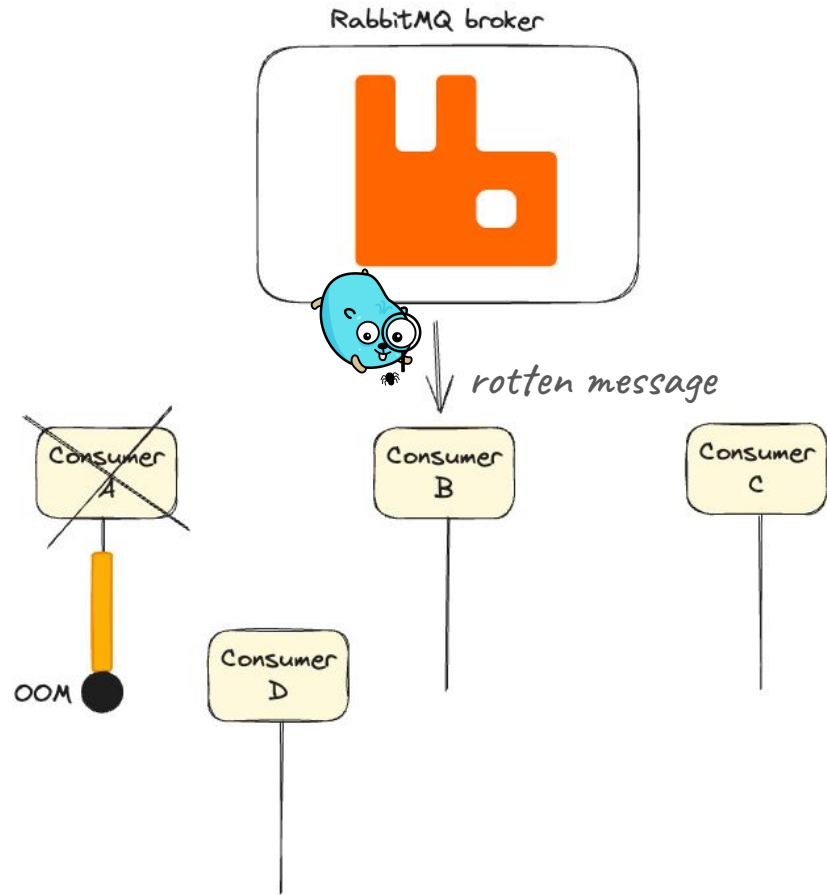 RabbitMQ broker
rotten message
Consumer
A
Consumer
B
Consumer
C
Consumer
D
OOM